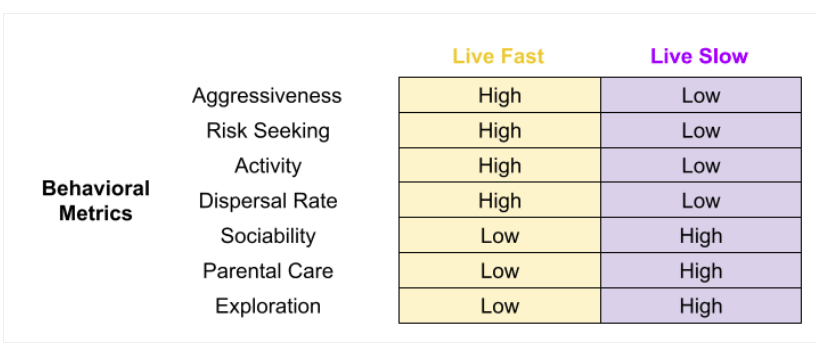 Live Fast Live Slow
Aggressiveness High Low
Risk Seeking High Low
Activity High Low
Behavioral Metrics
Dispersal Rate High Low
Sociability Low High
Parental Care Low High
Exploration Low High